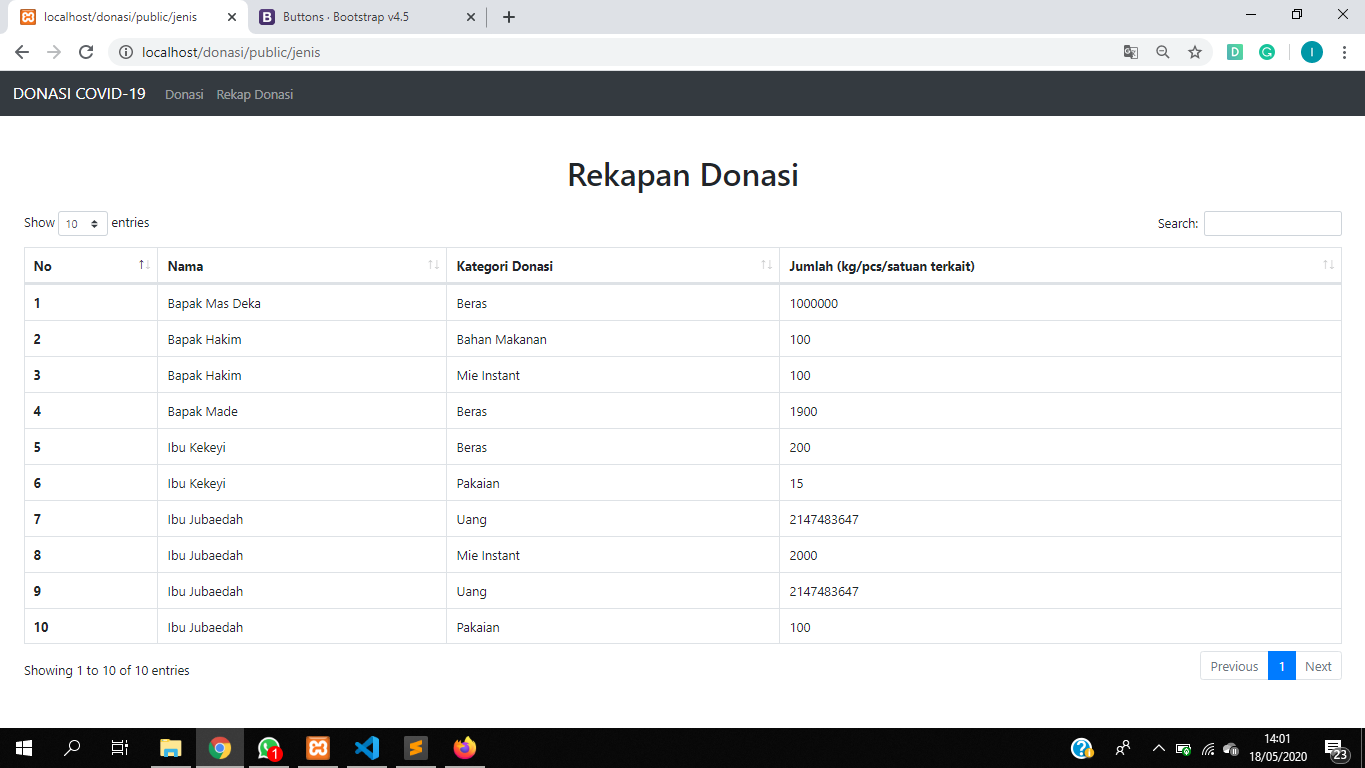 localhost/donasi/public/jenis
Buttons · Bootstrap v4.5
localhost/donasi/public/jenis
D
I
DONASI COVID-19 Donasi Rekap Donasi
Rekapan Donasi
Show 10 entries
Search:
No Nama Kategori Donasi Jumlah (kg/pcs/satuan terkait)
1 Bapak Mas Deka Beras 1000000
2 Bapak Hakim Bahan Makanan 100
3 Bapak Hakim Mie Instant 100
4 Bapak Made Beras 1900
5 Ibu Kekeyi Beras 200
6 Ibu Kekeyi Pakaian 15
7 Ibu Jubaedah Uang 2147483647
8 Ibu Jubaedah Mie Instant 2000
9 Ibu Jubaedah Uang 2147483647
10 Ibu Jubaedah Pakaian 100
Showing 1 to 10 of 10 entries
Previous 1 Next
1
14:01
18/05/2020
23